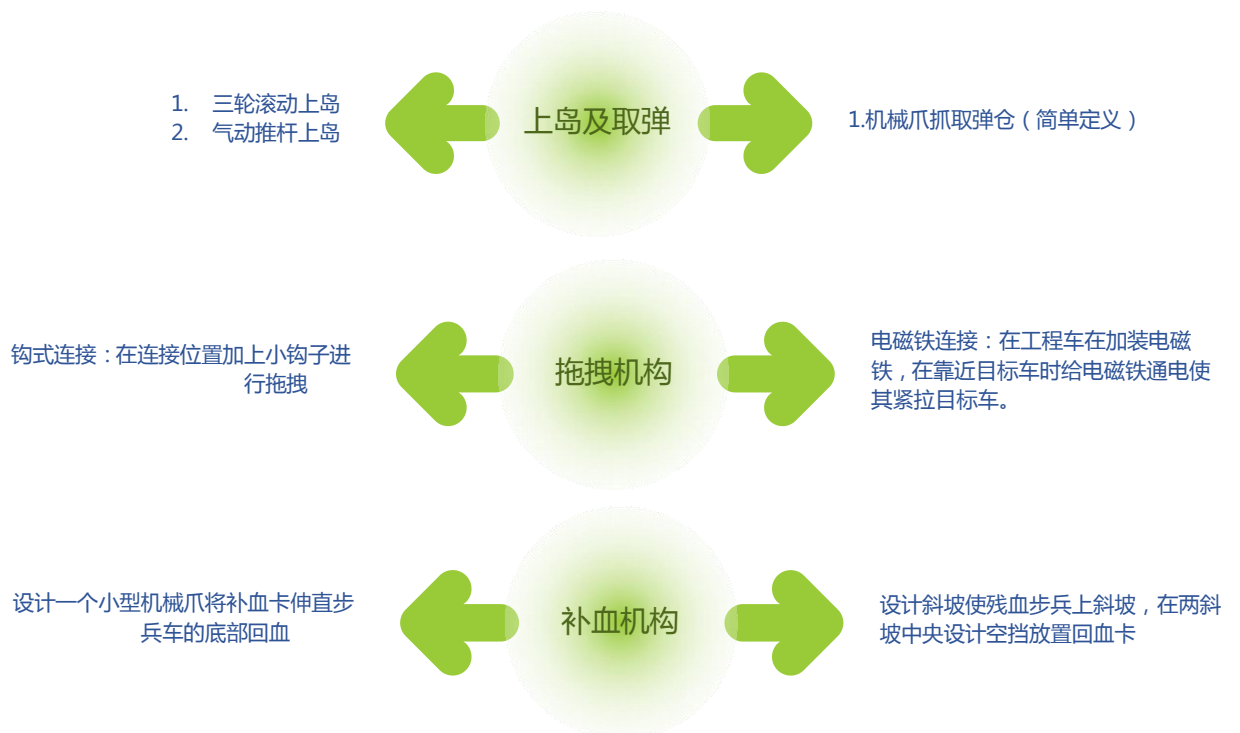 1. 三轮滚动上岛
2. 气动推杆上岛
上岛及取弹
1.机械爪抓取弹仓（简单定义）
钩式连接：在连接位置加上小钩子进
行拖拽
拖拽机构
电磁铁连接：在工程车在加装电磁
铁，在靠近目标车时给电磁铁通电使
其紧拉目标车。
设计一个小型机械爪将补血卡伸直步
兵车的底部回血
补血机构
设计斜坡使残血步兵上斜坡，在两斜
坡中央设计空挡放置回血卡